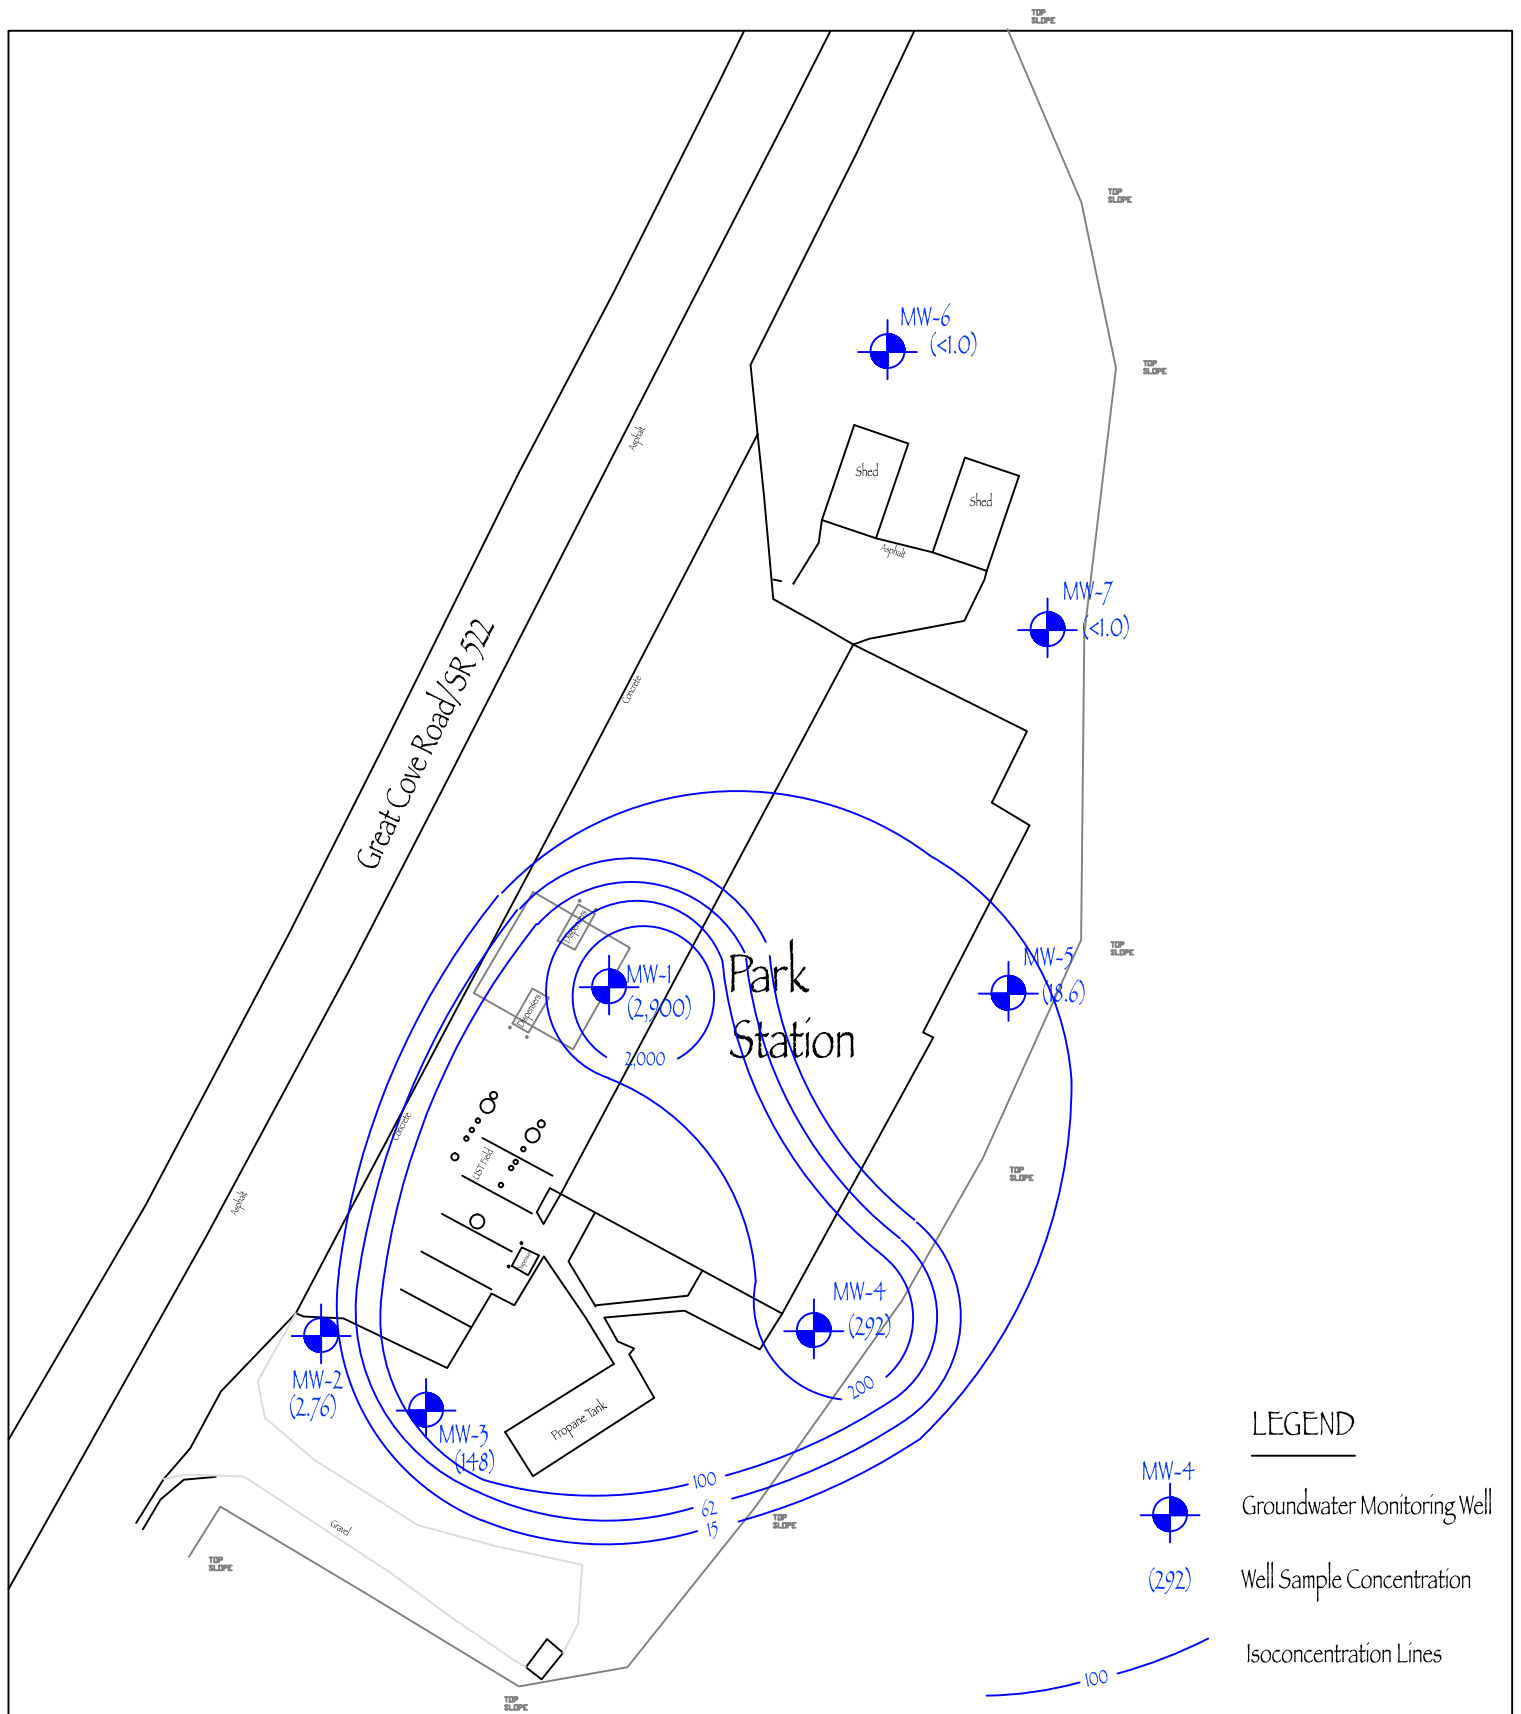 TOP
SLOPE
TOP
SLOPE
MW-6
(<1.0)
TOP
SLOPE
Asphalt
Shed
Shed
Asphalt
MW-7
(<1.0)
Great Cove Road/SR 522
Concrete
Dispensers
Park
Station
MW-5
(18.6)
TOP
SLOPE
MW-1
(2,900)
Dispensers
2,000
Concrete
UST Field
TOP
SLOPE
Asphalt
Dispenser
MW-4
(292)
MW-2
(2.76)
200
MW-3
(148)
Propane Tank
100
62
15
TOP
SLOPE
Gravel
TOP
SLOPE
TOP
SLOPE
LEGEND
MW-4
Groundwater Monitoring Well
(292)
Well Sample Concentration
Isoconcentration Lines
100